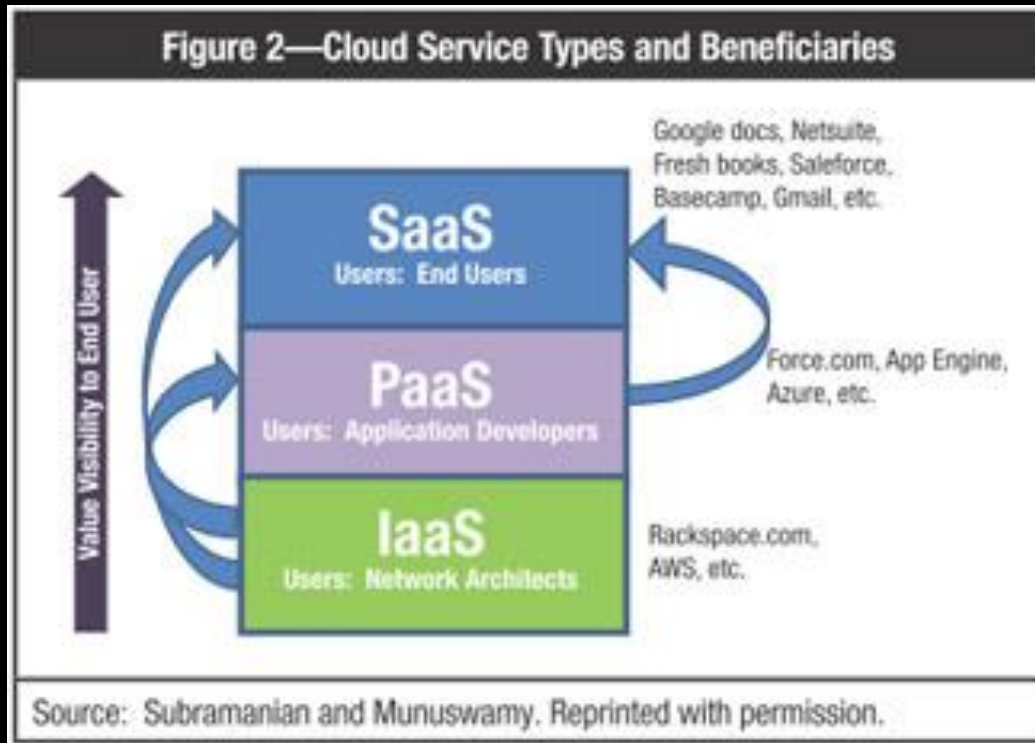 Figure 2—Cloud Service Types and Beneficiaries
Value Visibility to End User
SaaS
Users: End Users
PaaS
Users: Application Developers
IaaS
Users: Network Architects
Google docs, Netsuite,
Fresh books, Saleforce,
Basecamp, Gmail, etc.
Force.com, App Engine,
Azure, etc.
Rackspace.com,
AWS, etc.
Source: Subramanian and Munuswamy. Reprinted with permission.